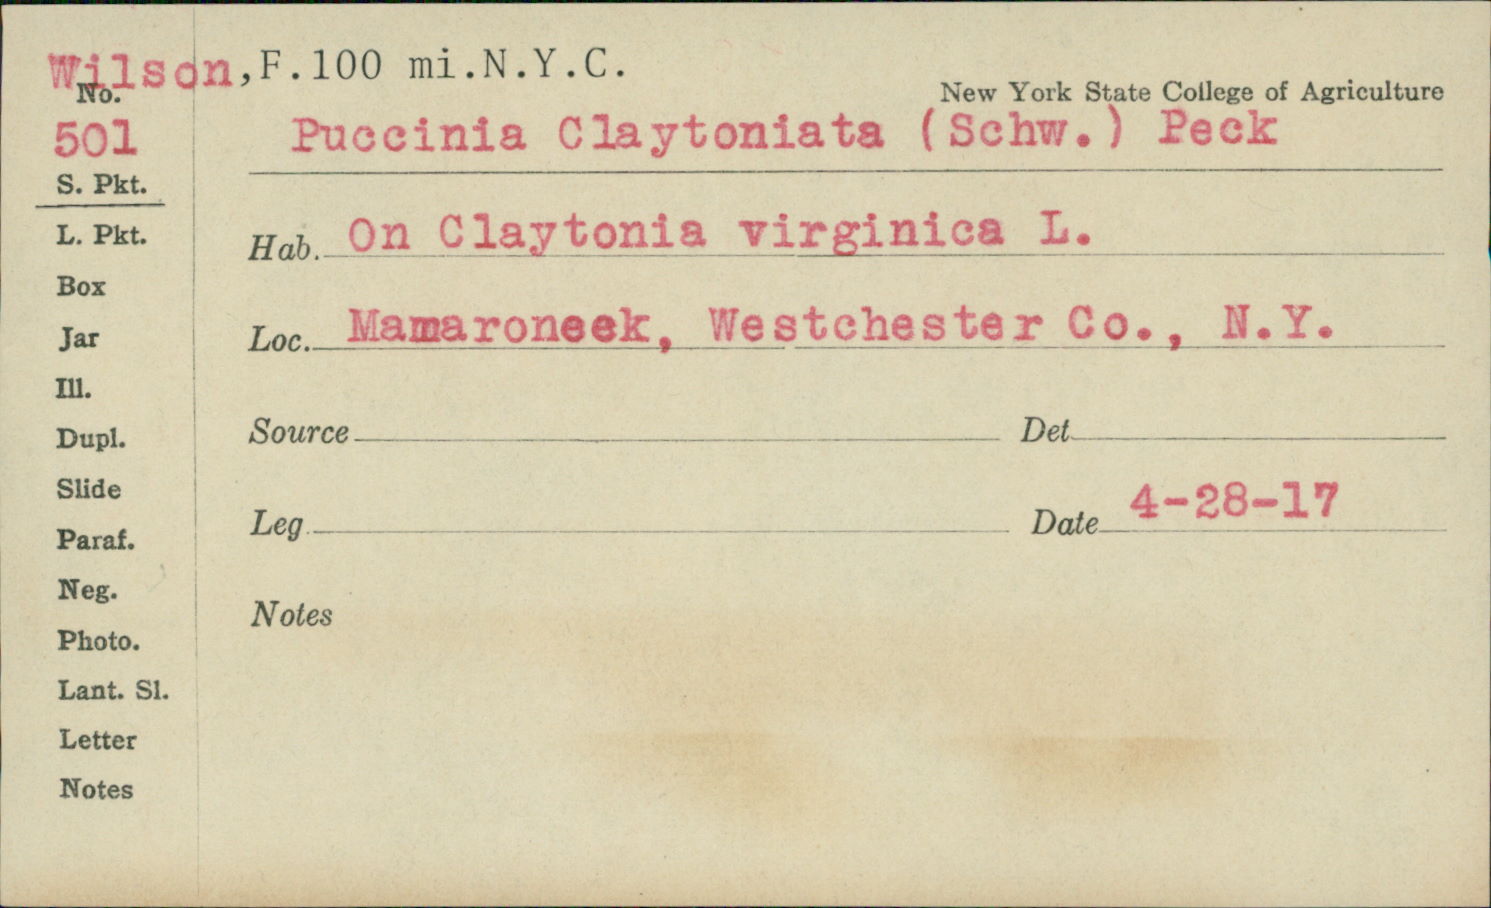 Wilson,F.100 mi.N.Y.C.
No.
New York State College of Agriculture
501
Puccinia Claytoniata (Schw.) Peck
S. Pkt.
L. Pkt.
Hab. On Claytonia virginica L.
Box
Jar
Loc. Mamaroneek, Westchester Co., N.Y.
Ill.
Dupl.
Source Det.
Slide
Leg. Date 4-28-17
Paraf.
Neg.
Notes
Photo.
Lant. Sl.
Letter
Notes